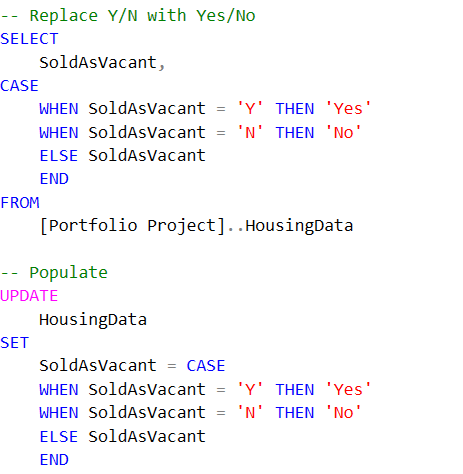 -- Replace Y/N with Yes/No
SELECT
    SoldAsVacant,
CASE
    WHEN SoldAsVacant = 'Y' THEN 'Yes'
    WHEN SoldAsVacant = 'N' THEN 'No'
    ELSE SoldAsVacant
    END
FROM
    [Portfolio Project]..HousingData

-- Populate
UPDATE
    HousingData
SET
    SoldAsVacant = CASE
    WHEN SoldAsVacant = 'Y' THEN 'Yes'
    WHEN SoldAsVacant = 'N' THEN 'No'
    ELSE SoldAsVacant
    END